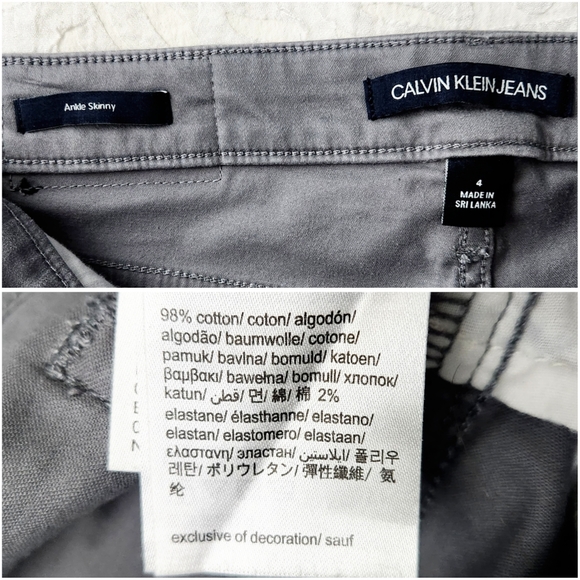 Ankle Skinny
CALVIN KLEIN JEANS
4
MADE IN
SRI LANKA
98% cotton/ coton/ algodón/
algodão/ baumwolle/ cotone/
pamuk/ bavlna/ bomuld/ katoen/
βαμβακι/ bawełna/ bomull/ хлопок/
katun/ قطن/ 면/ 綿/ 棉 2%
elastane/ élasthanne/ elastano/
elastan/ elastomero/ elastaan/
ελαστανη/ эластан/ ايلاستين/ 폴리우
레탄/ ポリウレタン/ 彈性纖維/ 氨
纶
exclusive of decoration/ sauf